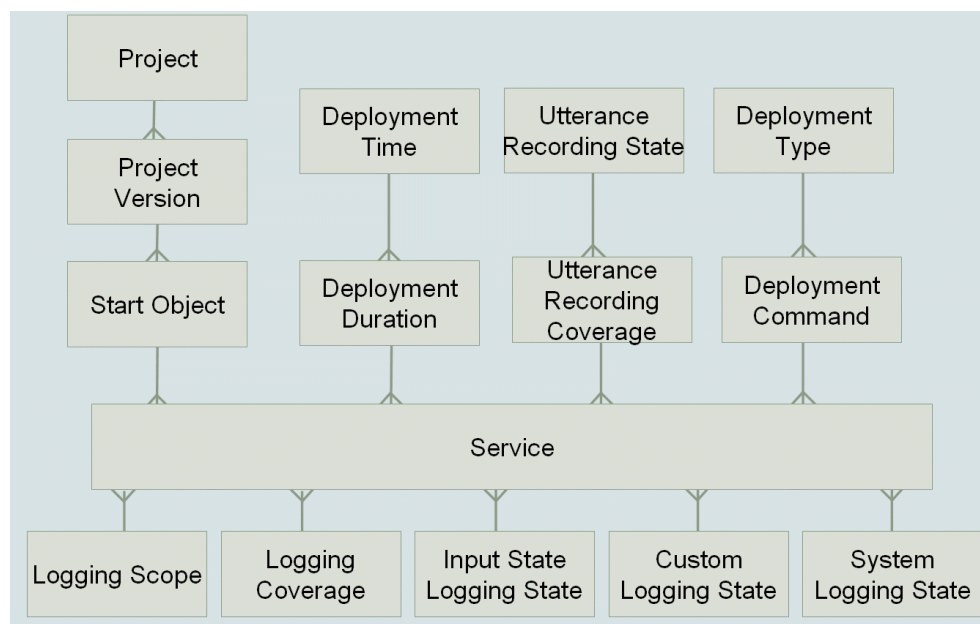 Project
Deployment
Time
Utterance
Recording State
Deployment
Type
Project
Version
Start Object
Deployment
Duration
Utterance
Recording
Coverage
Deployment
Command
Service
Logging Scope
Logging
Coverage
Input State
Logging State
Custom
Logging State
System
Logging State